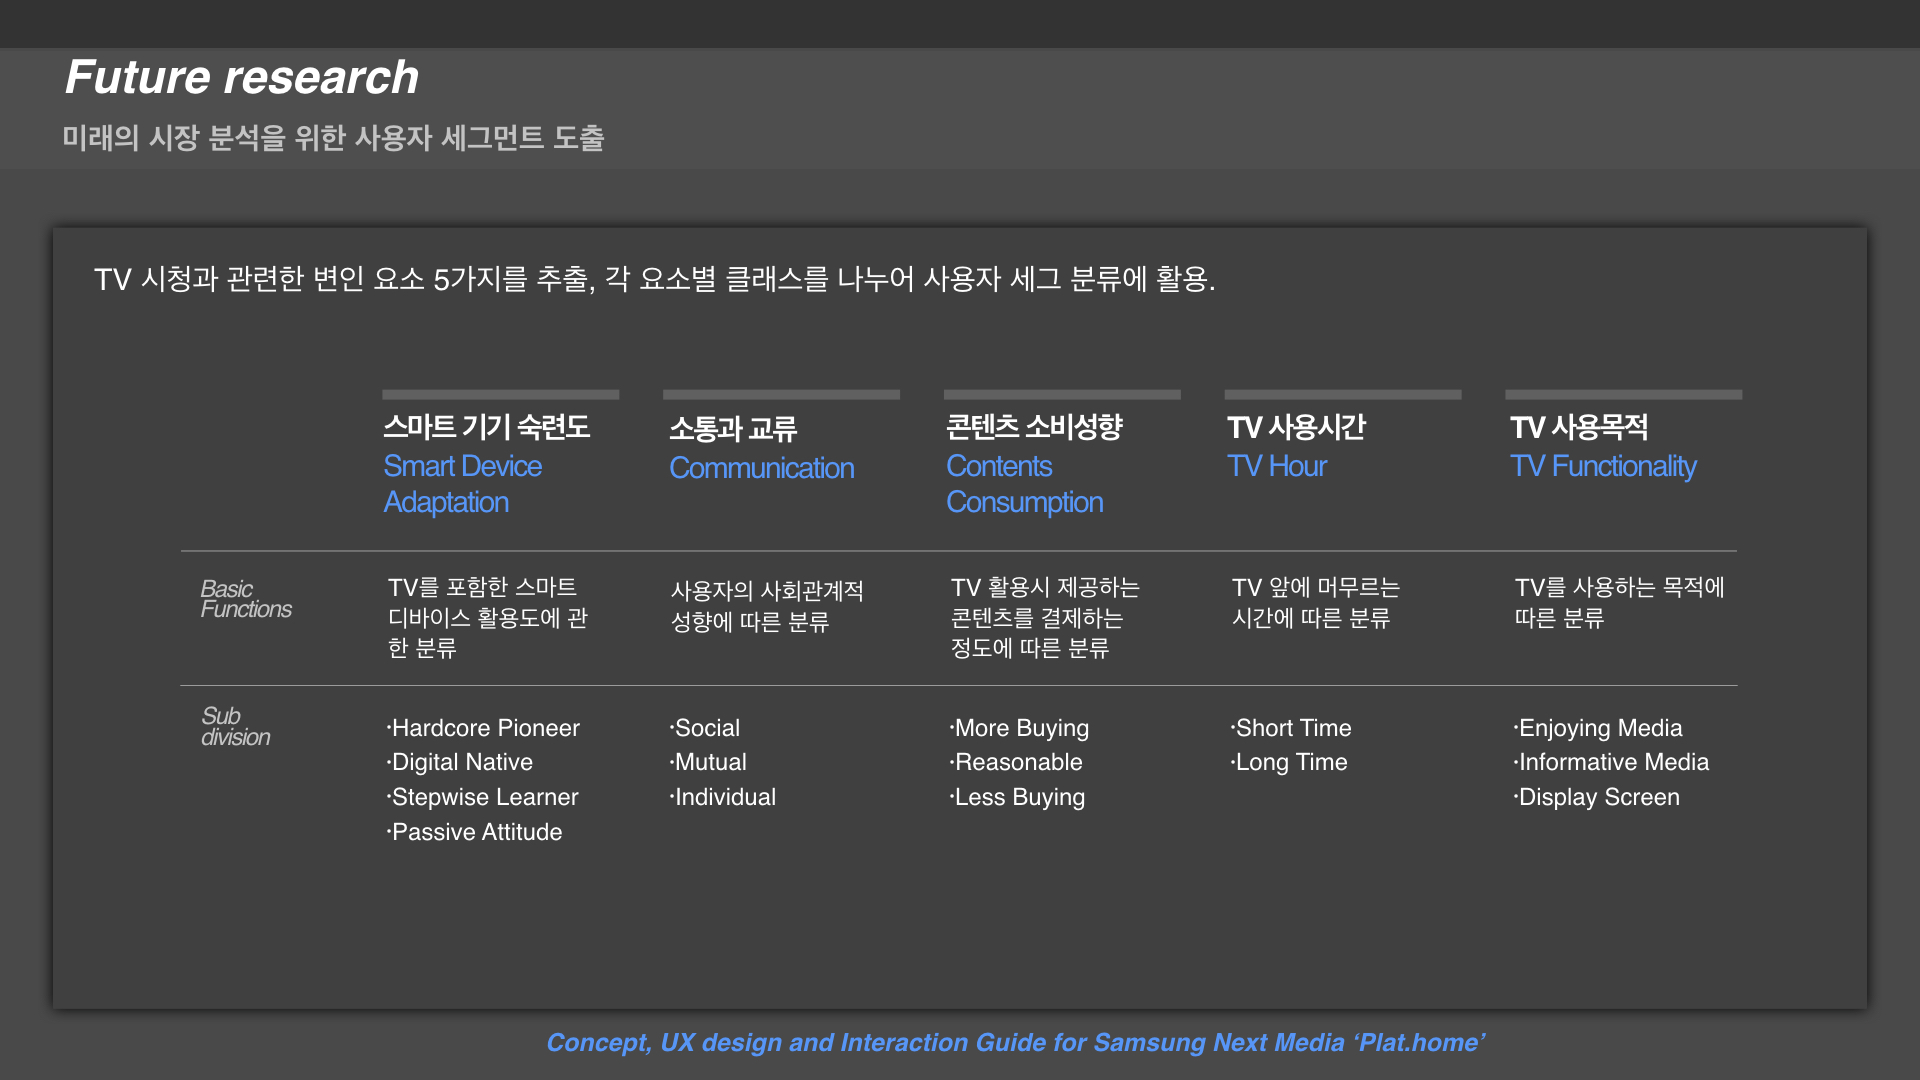 Future research
미래의 시장 분석을 위한 사용자 세그먼트 도출
TV 시청과 관련한 변인 요소 5가지를 추출, 각 요소별 클래스를 나누어 사용자 세그 분류에 활용.
스마트 기기 숙련도
Smart Device
Adaptation
소통과 교류
Communication
콘텐츠 소비성향
Contents
Consumption
TV 사용시간
TV Hour
TV 사용목적
TV Functionality
Basic
Functions
TV를 포함한 스마트
디바이스 활용도에 관
한 분류
사용자의 사회관계적
성향에 따른 분류
TV 활용시 제공하는
콘텐츠를 결제하는
정도에 따른 분류
TV 앞에 머무르는
시간에 따른 분류
TV를 사용하는 목적에
따른 분류
Sub
division
·Hardcore Pioneer
·Digital Native
·Stepwise Learner
·Passive Attitude
·Social
·Mutual
·Individual
·More Buying
·Reasonable
·Less Buying
·Short Time
·Long Time
·Enjoying Media
·Informative Media
·Display Screen
Concept, UX design and Interaction Guide for Samsung Next Media ‘Plat.home’